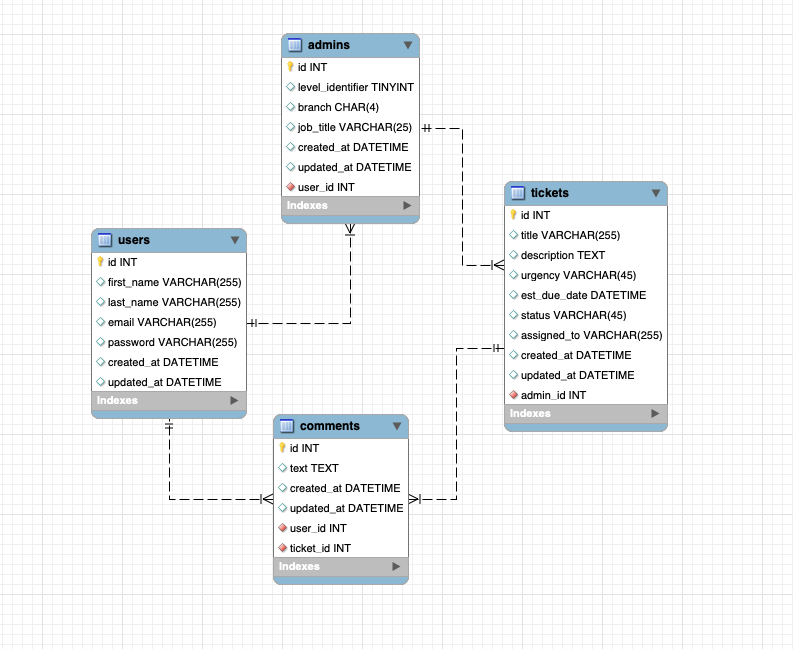 admins
id INT
level_identifier TINYINT
branch CHAR(4)
job_title VARCHAR(25)
created_at DATETIME
updated_at DATETIME
user_id INT
Indexes
users
id INT
first_name VARCHAR(255)
last_name VARCHAR(255)
email VARCHAR(255)
password VARCHAR(255)
created_at DATETIME
updated_at DATETIME
Indexes
tickets
id INT
title VARCHAR(255)
description TEXT
urgency VARCHAR(45)
est_due_date DATETIME
status VARCHAR(45)
assigned_to VARCHAR(255)
created_at DATETIME
updated_at DATETIME
admin_id INT
Indexes
comments
id INT
text TEXT
created_at DATETIME
updated_at DATETIME
user_id INT
ticket_id INT
Indexes